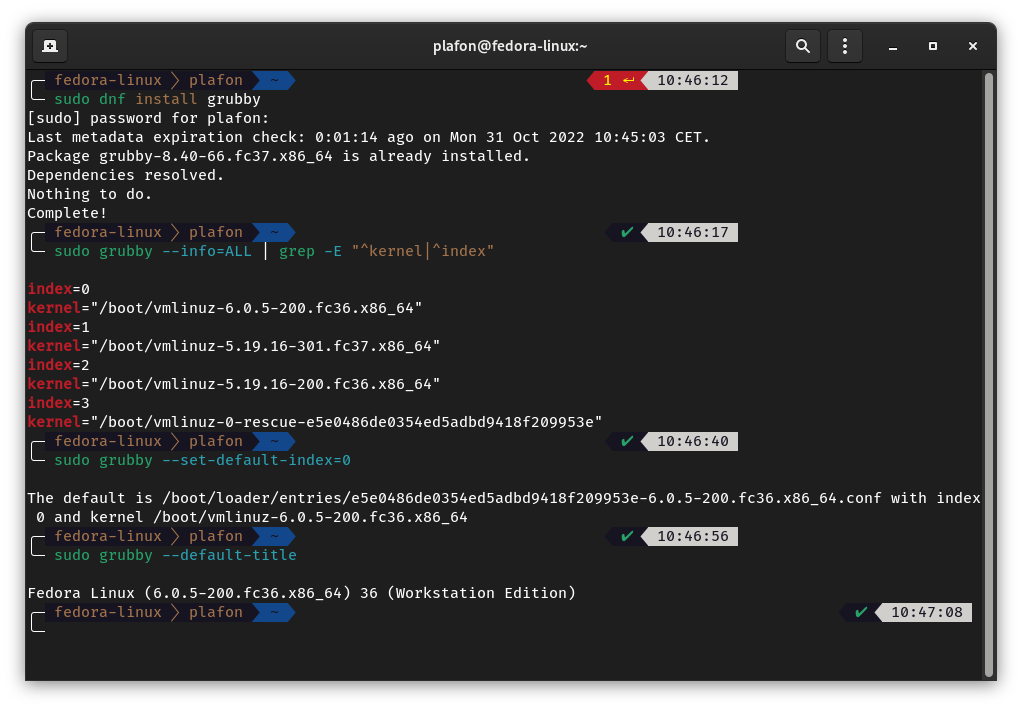 plafon@fedora-linux:~
fedora-linux plafon ~ 1 ↵ 10:46:12
sudo dnf install grubby
[sudo] password for plafon:
Last metadata expiration check: 0:01:14 ago on Mon 31 Oct 2022 10:45:03 CET.
Package grubby-8.40-66.fc37.x86_64 is already installed.
Dependencies resolved.
Nothing to do.
Complete!
fedora-linux plafon ~ ✔ 10:46:17
sudo grubby --info=ALL | grep -E "^kernel|^index"
index=0
kernel="/boot/vmlinuz-6.0.5-200.fc36.x86_64"
index=1
kernel="/boot/vmlinuz-5.19.16-301.fc37.x86_64"
index=2
kernel="/boot/vmlinuz-5.19.16-200.fc36.x86_64"
index=3
kernel="/boot/vmlinuz-0-rescue-e5e0486de0354ed5adbd9418f209953e"
fedora-linux plafon ~ ✔ 10:46:40
sudo grubby --set-default-index=0
The default is /boot/loader/entries/e5e0486de0354ed5adbd9418f209953e-6.0.5-200.fc36.x86_64.conf with index
0 and kernel /boot/vmlinuz-6.0.5-200.fc36.x86_64
fedora-linux plafon ~ ✔ 10:46:56
sudo grubby --default-title
Fedora Linux (6.0.5-200.fc36.x86_64) 36 (Workstation Edition)
fedora-linux plafon ~ ✔ 10:47:08